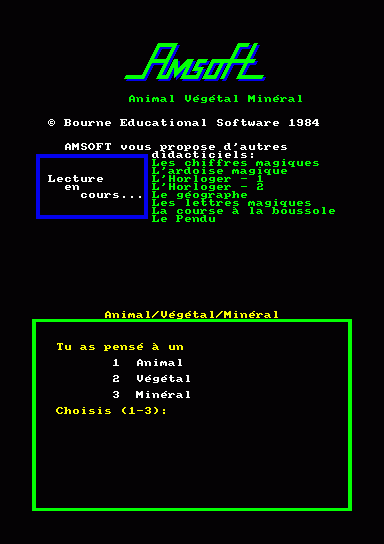 Amsoft
Animal Végétal Minéral
© Bourne Educational Software 1984
AMSOFT vous propose d'autres
didacticiels:
Les chiffres magiques
L'ardoise magique
L'Horloger - 1
L'Horloger - 2
Le géographe
Les lettres magiques
La course à la boussole
Le Pendu
Lecture
en
cours...
Animal/Végétal/Minéral
Tu as pensé à un
1 Animal
2 Végétal
3 Minéral
Choisis (1-3):